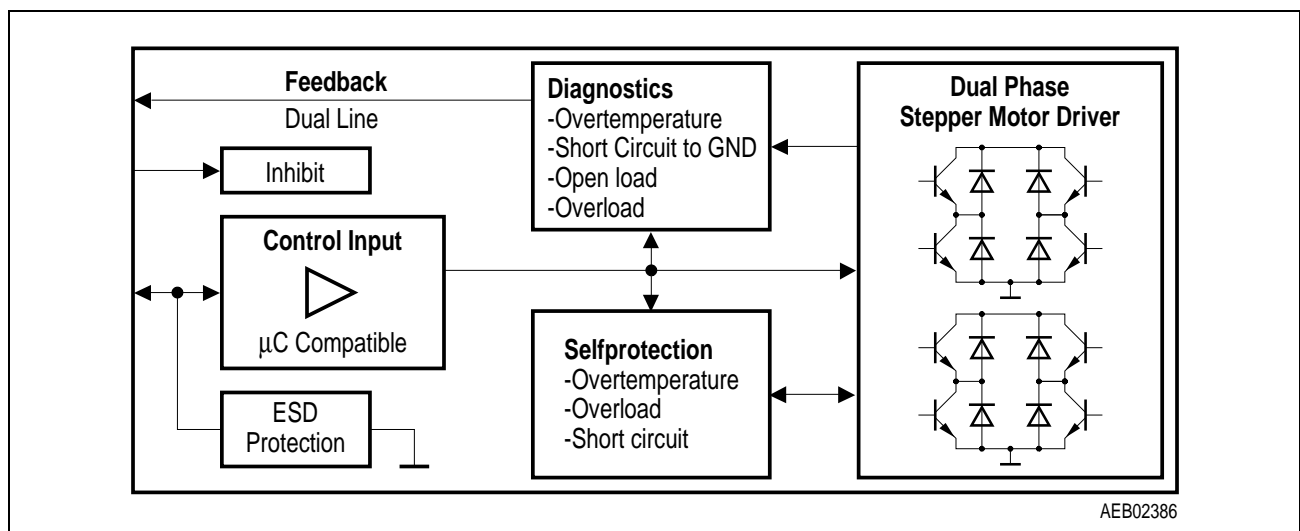 Feedback
Dual Line
Inhibit
Control Input
μC Compatible
ESD
Protection
Diagnostics
-Overtemperature
-Short Circuit to GND
-Open load
-Overload
Selfprotection
-Overtemperature
-Overload
-Short circuit
Dual Phase
Stepper Motor Driver
AEB02386